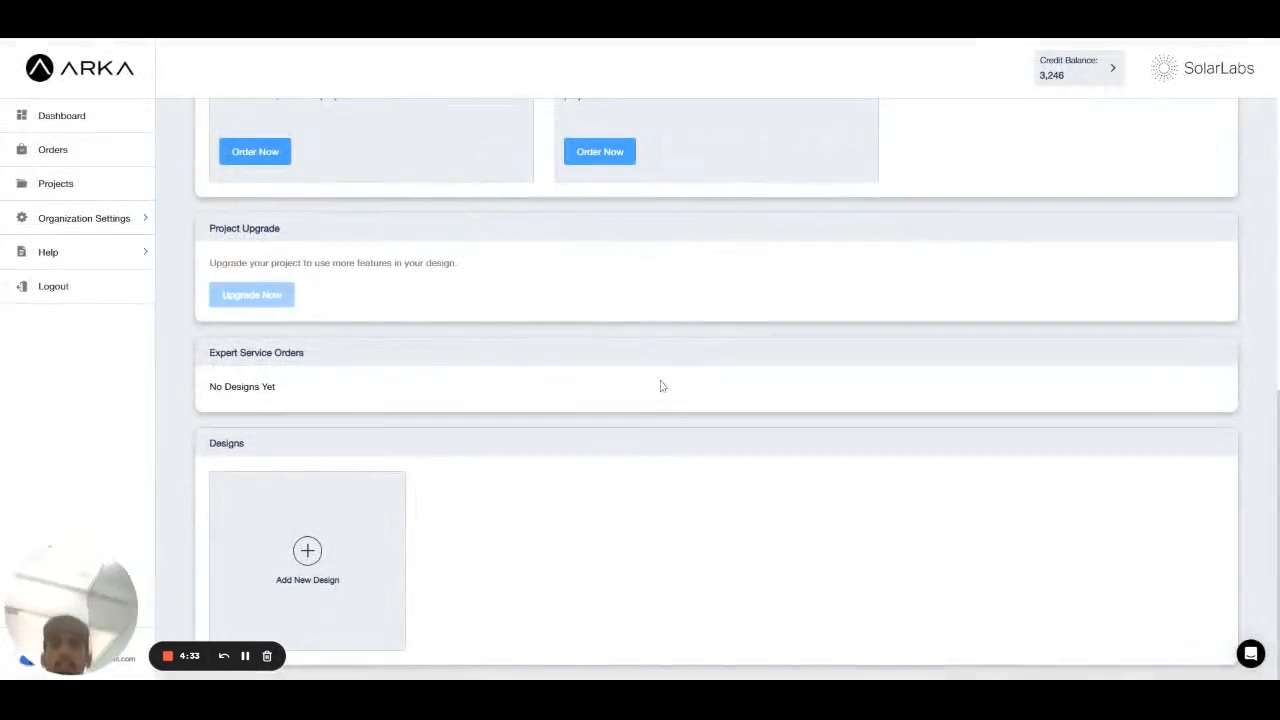 ARKA
Credit Balance:
3,246
SolarLabs
Dashboard
Orders
Projects
Organization Settings
Help
Logout
Order Now
Order Now
Project Upgrade
Upgrade your project to use more features in your design.
Upgrade Now
Expert Service Orders
No Designs Yet
Designs
Add New Design
4:33
.com